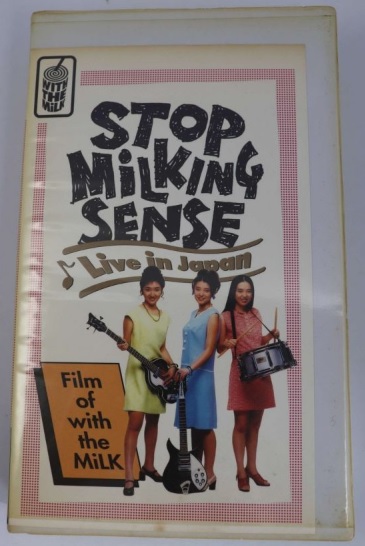 WITH
THE
MiLK
STOP
MiLKING
SENSE
Live in Japan
Film
of
with
the
MiLK